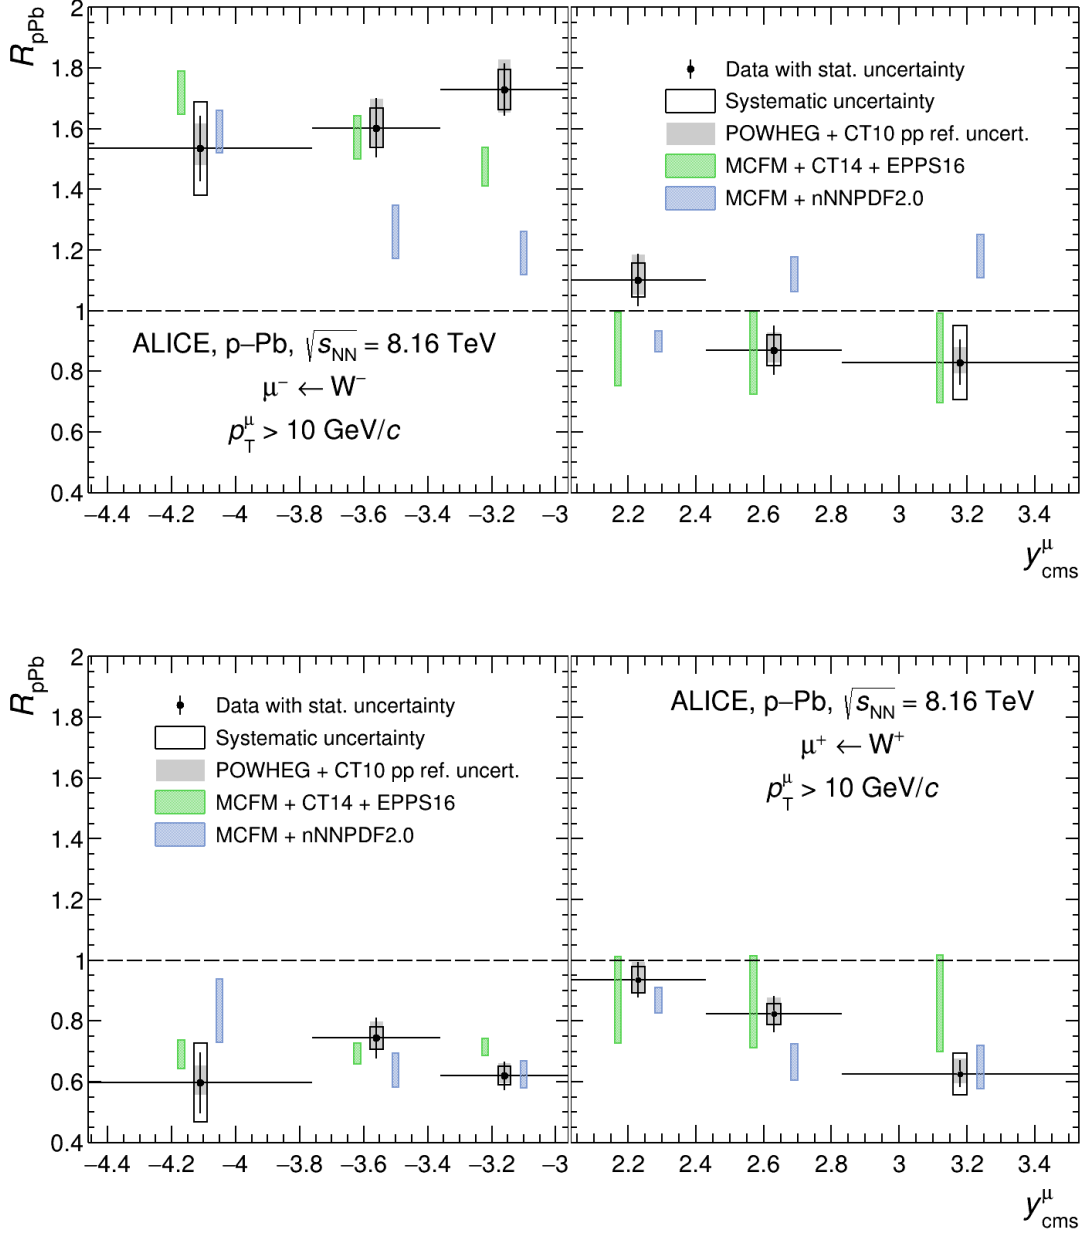 R_pPb
2
1.8
1.6
1.4
1.2
1
0.8
0.6
0.4
Data with stat. uncertainty
Systematic uncertainty
POWHEG + CT10 pp ref. uncert.
MCFM + CT14 + EPPS16
MCFM + nNNPDF2.0
ALICE, p–Pb, √s_NN = 8.16 TeV
μ⁻ ← W⁻
p_T^μ > 10 GeV/c
−4.4 −4.2 −4 −3.8 −3.6 −3.4 −3.2 −3 2.2 2.4 2.6 2.8 3 3.2 3.4
y_cms^μ
R_pPb
2
1.8
1.6
1.4
1.2
1
0.8
0.6
0.4
Data with stat. uncertainty
Systematic uncertainty
POWHEG + CT10 pp ref. uncert.
MCFM + CT14 + EPPS16
MCFM + nNNPDF2.0
ALICE, p–Pb, √s_NN = 8.16 TeV
μ⁺ ← W⁺
p_T^μ > 10 GeV/c
−4.4 −4.2 −4 −3.8 −3.6 −3.4 −3.2 −3 2.2 2.4 2.6 2.8 3 3.2 3.4
y_cms^μ